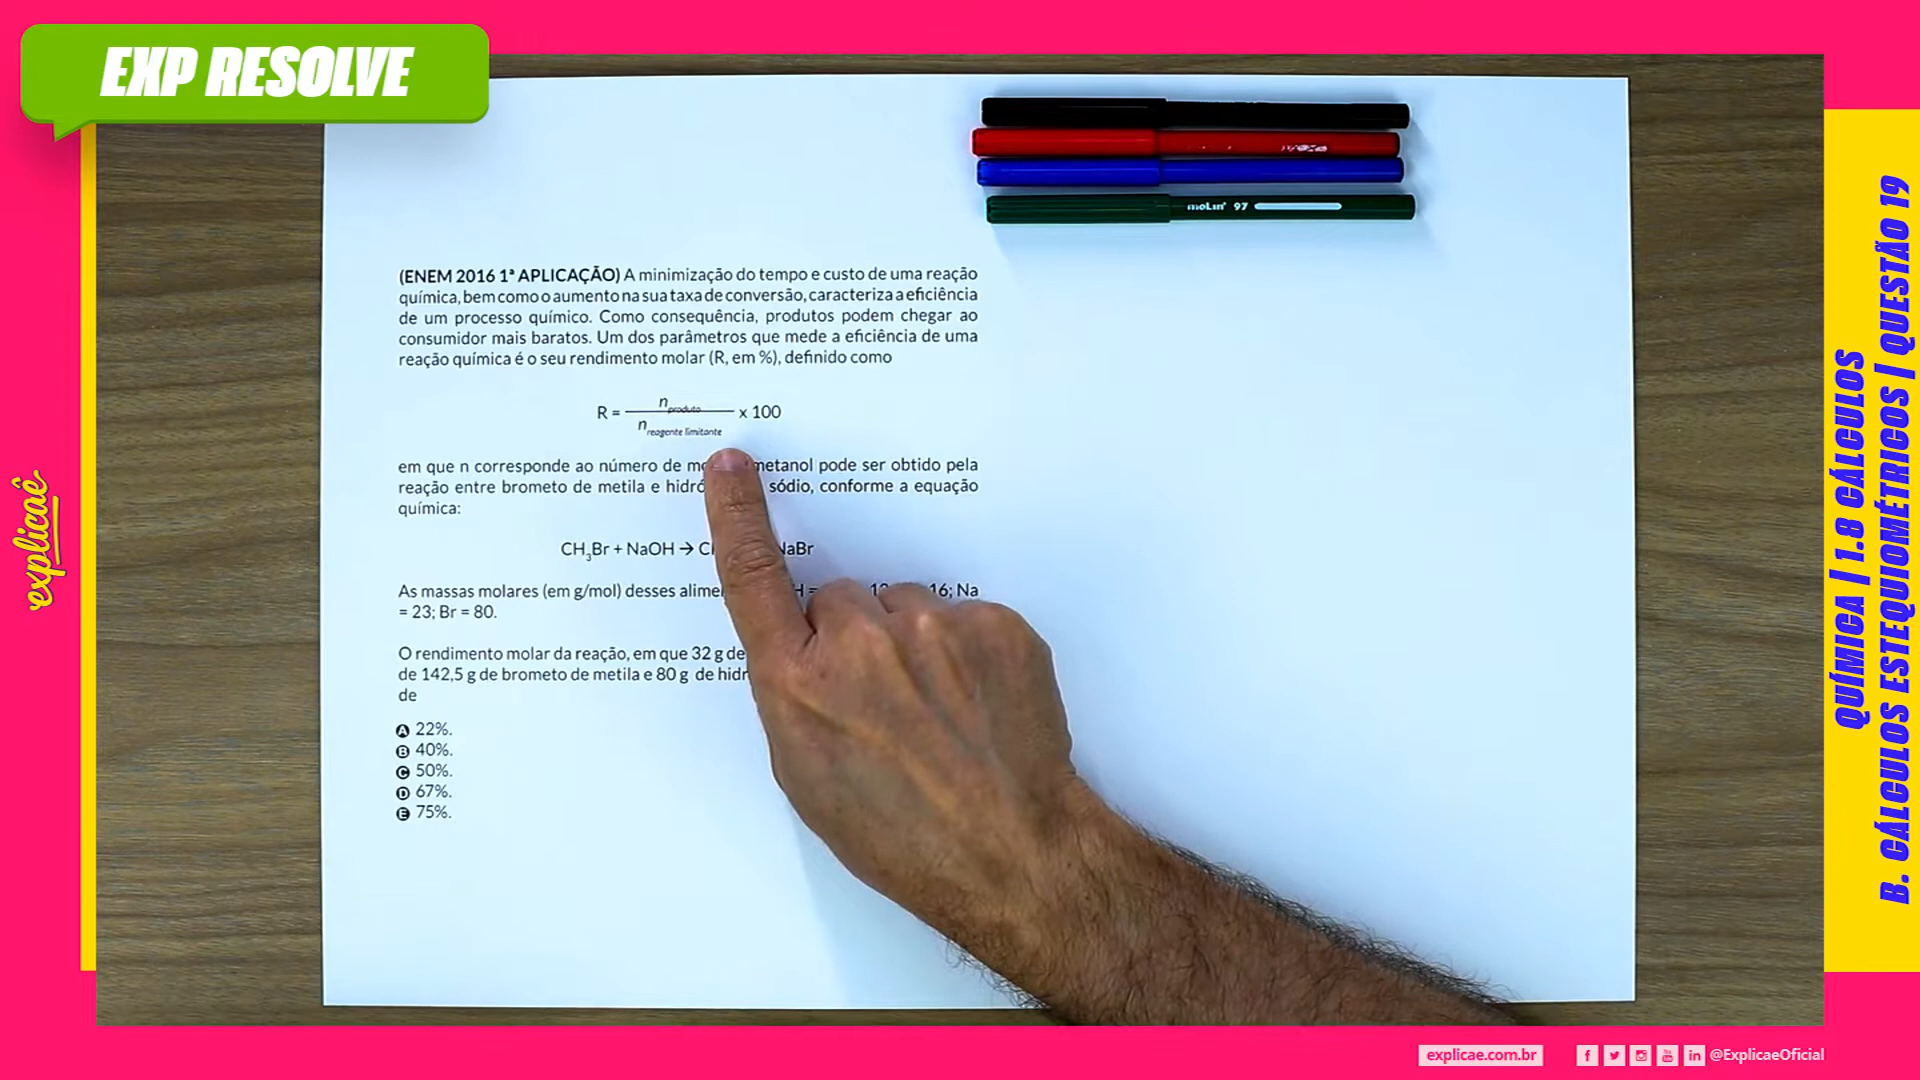 EXP RESOLVE
moLin 97
(ENEM 2016 1ª APLICAÇÃO) A minimização do tempo e custo de uma reação
química, bem como o aumento na sua taxa de conversão, caracteriza a eficiência
de um processo químico. Como consequência, produtos podem chegar ao
consumidor mais baratos. Um dos parâmetros que mede a eficiência de uma
reação química é o seu rendimento molar (R, em %), definido como
R = n produto / n reagente limitante x 100
em que n corresponde ao número de metanol pode ser obtido pela
reação entre brometo de metila e sódio, conforme a equação
química:
CH₃Br + NaOH → NaBr
As massas molares (em g/mol) desses H = 16; Na
= 23; Br = 80.
O rendimento molar da reação, em que 32 g de
de 142,5 g de brometo de metila e 80 g de
de
A 22%.
B 40%.
C 50%.
D 67%.
E 75%.
explicaê
QUÍMICA | 1.8 CÁLCULOS
B. CÁLCULOS ESTEQUIOMÉTRICOS | QUESTÃO 19
explicae.com.br
@ExplicaeOficial